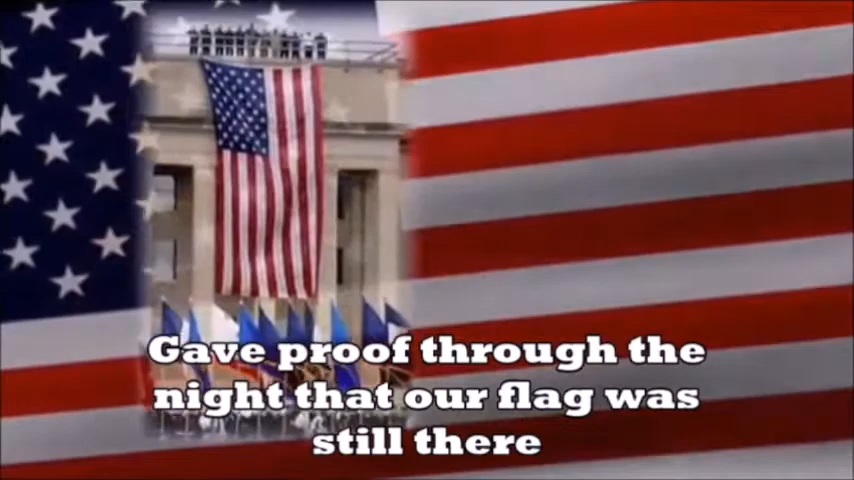 Gave proof through the
night that our flag was
still there